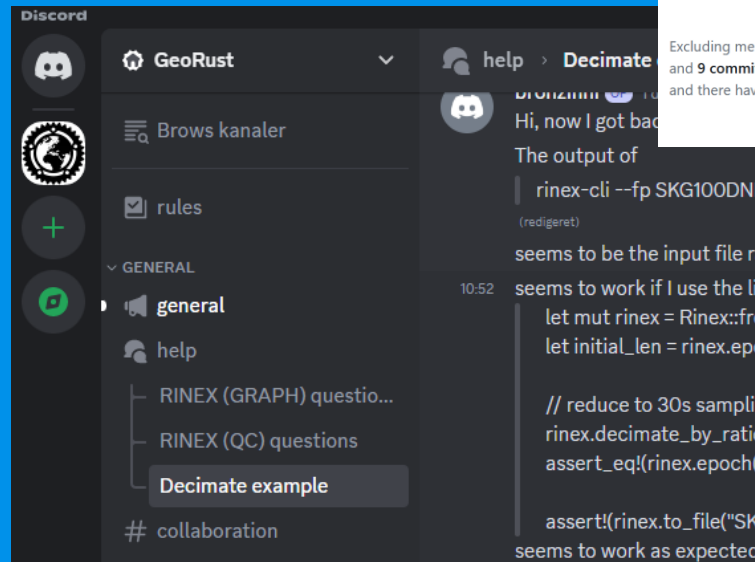 Discord
GeoRust
Brows kanaler
rules
GENERAL
general
help
RINEX (GRAPH) questio...
RINEX (QC) questions
Decimate example
collaboration
help > Decimate
Hi, now I got bac
The output of
rinex-cli --fp SKG100DN
(redigeret)
seems to be the input file r
10:52 seems to work if I use the li
let mut rinex = Rinex::fr
let initial_len = rinex.ep
// reduce to 30s sampli
rinex.decimate_by_rati
assert_eq!(rinex.epoch(
assert!(rinex.to_file("SK
seems to work as expected
Excluding me
and 9 commi
and there hav